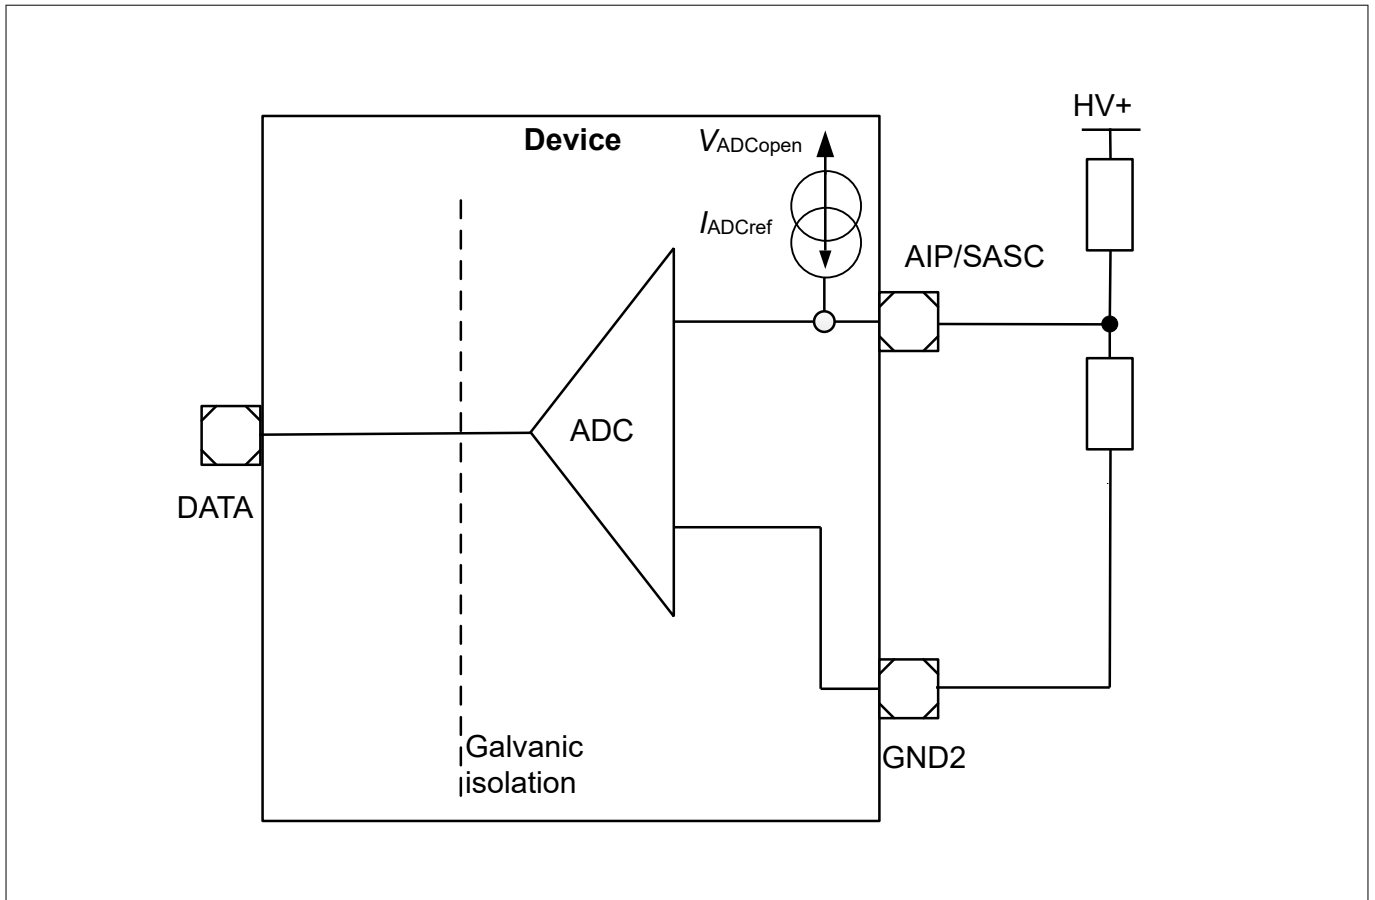 HV+
Device
VADCopen
IADCref
AIP/SASC
ADC
DATA
Galvanic
isolation
GND2